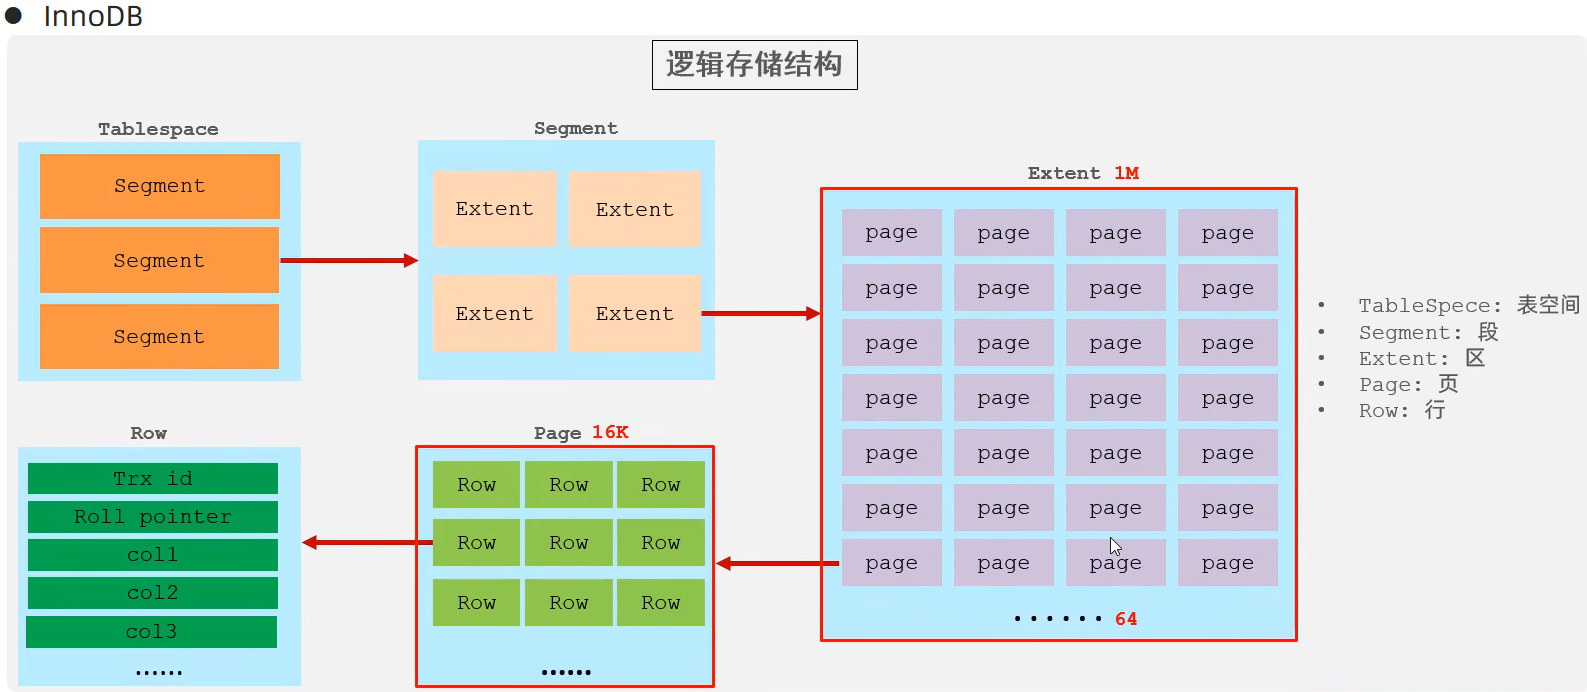 ● InnoDB
逻辑存储结构
Tablespace
Segment
Segment
Segment
Segment
Extent Extent
Extent Extent
Extent 1M
page page page page
page page page page
page page page page
page page page page
page page page page
page page page page
page page page page
······ 64
• TableSpece: 表空间
• Segment: 段
• Extent: 区
• Page: 页
• Row: 行
Page 16K
Row Row Row
Row Row Row
Row Row Row
······
Row
Trx id
Roll pointer
col1
col2
col3
······